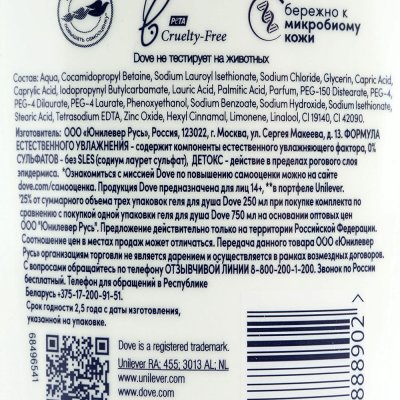 PETA
Cruelty-Free
бережно к
микробиому
кожи
Dove не тестирует на животных
Состав: Aqua, Cocamidopropyl Betaine, Sodium Lauroyl Isethionate, Sodium Chloride, Glycerin, Capric Acid,
Caprylic Acid, Iodopropynyl Butylcarbamate, Lauric Acid, Palmitic Acid, Parfum, PEG-150 Distearate, PEG-
4 Dilaurate, PEG-4 Laurate, Phenoxyethanol, Sodium Benzoate, Sodium Hydroxide, Sodium Isethionate,
Stearic Acid, Tetrasodium EDTA, Zinc Oxide, Hexyl Cinnamal, Limonene, Linalool, CI 19140, CI 42090.
Изготовитель: ООО «Юнилевер Русь», Россия, 123022, г. Москва, ул. Сергея Макеева, д.13. ФОРМУЛА
ЕСТЕСТВЕННОГО УВЛАЖНЕНИЯ - содержит компоненты естественного увлажняющего фактора, 0%
СУЛЬФАТОВ - без SLES (содиум лаурет сульфат), ДЕТОКС - действие в пределах рогового слоя
эпидермиса. *Ознакомиться с миссией Dove по повышению самооценки можно на сайте
dove.com/самооценка. Продукция Dove предназначена для лиц 14+, **в портфеле Unilever.
°25% от суммарного объема трех упаковок геля для душа Dove 250 мл при покупке комплекта по
сравнению с покупкой одной упаковки геля для душа Dove 750 мл на основании оптовых цен
ООО "Юнилевер Русь". Предложение действительно только на территории Российской Федерации.
Соотношение цен в местах продаж может отличаться. Передача данного товара ООО «Юнилевер
Русь» организациям торговли не является дарением и осуществляется в рамках возмездных договоров.
С вопросами обращайтесь по телефону ОТЗЫВЧИВОЙ ЛИНИИ 8-800-200-1-200. Звонок по России
бесплатный. Телефон для обращений в Республике
Беларусь +375-17-200-91-51.
Срок годности 2,5 года с даты изготовления,
указанной на упаковке.
68496541
Dove is a registered trademark.
Unilever RA: 455; 3013 AL; NL
www.unilever.com
www.dove.com
888902